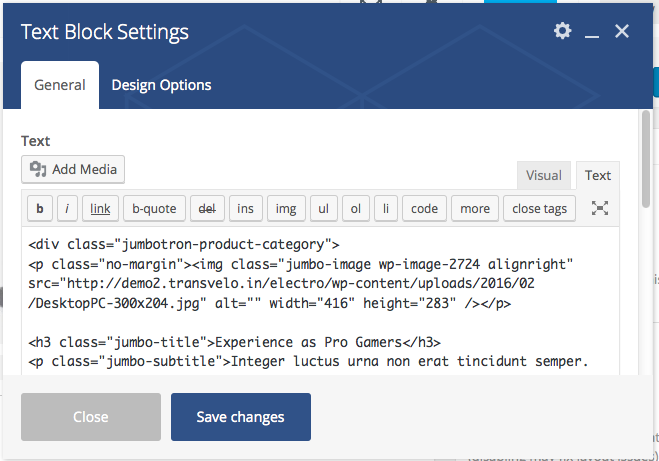 Text Block Settings
General
Design Options
Text
Add Media
Visual
Text
b
i
link
b-quote
del
ins
img
ul
ol
li
code
more
close tags
<div class="jumbotron-product-category">
<p class="no-margin"><img class="jumbo-image wp-image-2724 alignright"
src="http://demo2.transvelo.in/electro/wp-content/uploads/2016/02
/DesktopPC-300x204.jpg" alt="" width="416" height="283" /></p>
<h3 class="jumbo-title">Experience as Pro Gamers</h3>
<p class="jumbo-subtitle">Integer luctus urna non erat tincidunt semper.
Close
Save changes